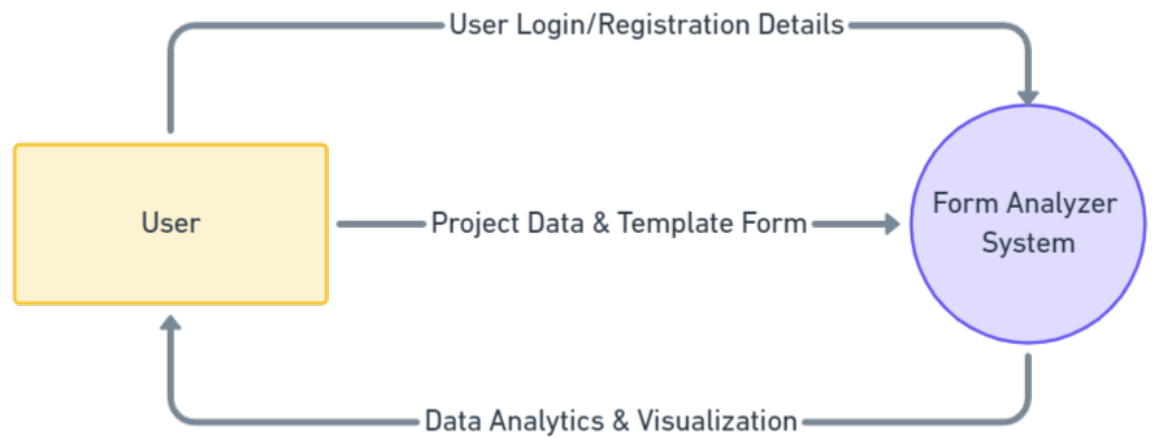 User Login/Registration Details
User
Project Data & Template Form
Form Analyzer
System
Data Analytics & Visualization